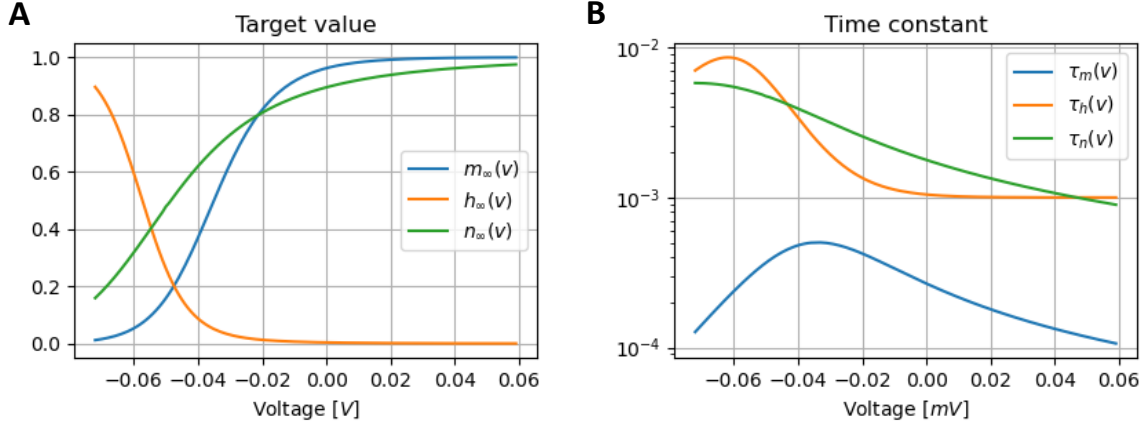 A
Target value
1.0
0.8
0.6
0.4
0.2
0.0
m∞(v)
h∞(v)
n∞(v)
−0.06 −0.04 −0.02 0.00 0.02 0.04 0.06
Voltage [V]
B
Time constant
10⁻²
10⁻³
10⁻⁴
τm(v)
τh(v)
τn(v)
−0.06 −0.04 −0.02 0.00 0.02 0.04 0.06
Voltage [mV]